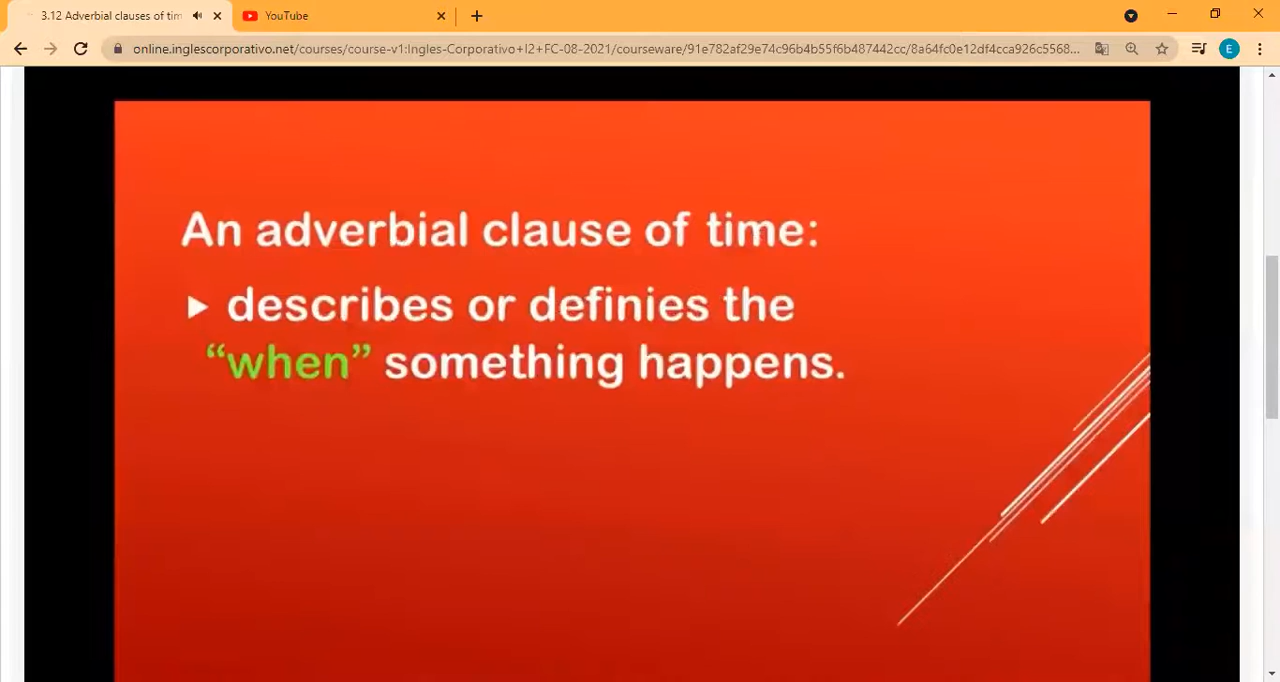 3.12 Adverbial clauses of tim
YouTube
online.inglescorporativo.net/courses/course-v1:Ingles-Corporativo+I2+FC-08-2021/courseware/91e782af29e74c96b4b55f6b487442cc/8a64fc0e12df4cca926c5568...
E
An adverbial clause of time:
describes or definies the
“when” something happens.